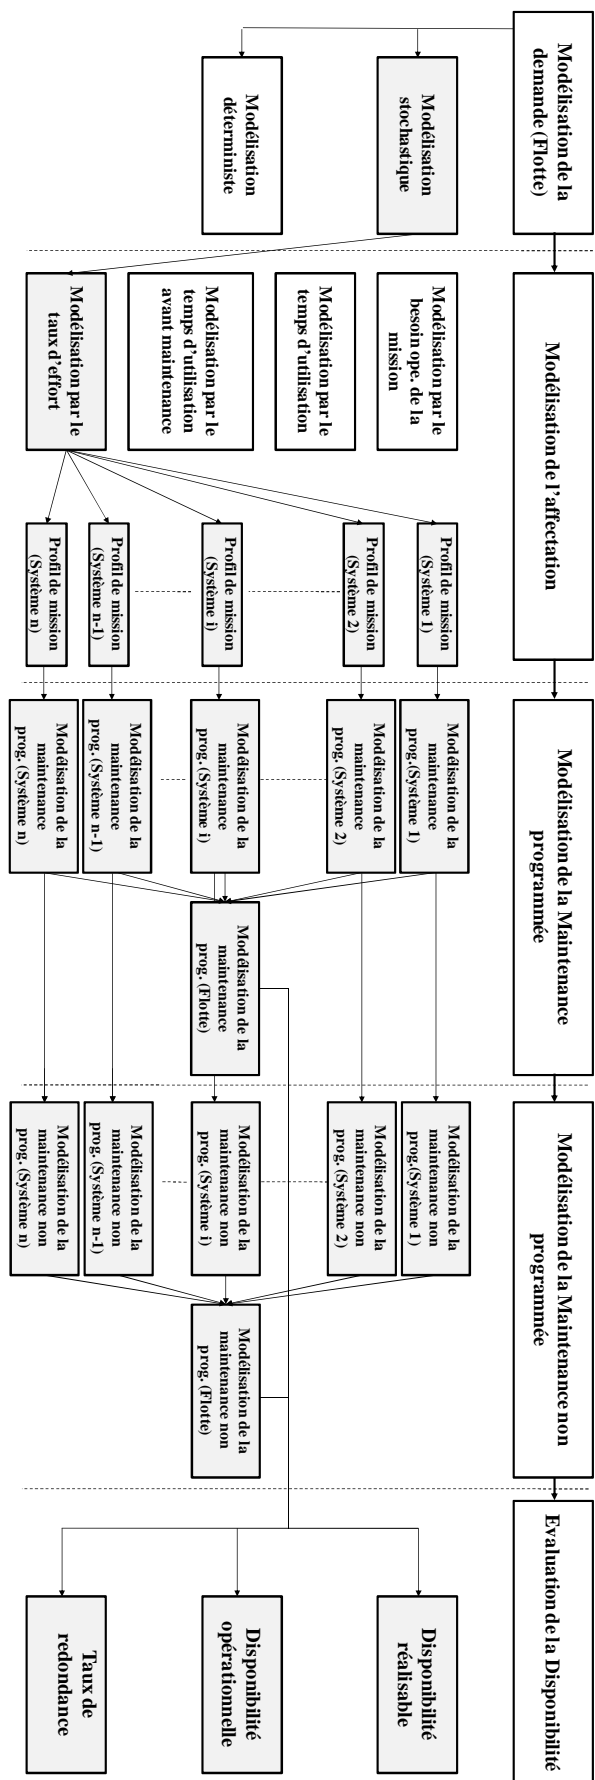 Modélisation de la
demande (Flotte)
Modélisation de l'affectation
Modélisation de la Maintenance
programmée
Modélisation de la Maintenance non
programmée
Evaluation de la Disponibilité
Modélisation
stochastique
Modélisation
déterministe
Modélisation par le
besoin ope. de la
mission
Modélisation par le
temps d'utilisation
Modélisation par le
temps d'utilisation
avant maintenance
Modélisation par le
taux d'effort
Profil de mission
(Système 1)
Profil de mission
(Système 2)
Profil de mission
(Système i)
Profil de mission
(Système n-1)
Profil de mission
(Système n)
Modélisation de la
maintenance
prog.(Système 1)
Modélisation de la
maintenance
prog. (Système 2)
Modélisation de la
maintenance
prog. (Système i)
Modélisation de la
maintenance
prog. (Système n-1)
Modélisation de la
maintenance
prog. (Système n)
Modélisation de la
maintenance
prog. (Flotte)
Modélisation de la
maintenance non
prog.(Système 1)
Modélisation de la
maintenance non
prog. (Système 2)
Modélisation de la
maintenance non
prog. (Système i)
Modélisation de la
maintenance non
prog. (Système n-1)
Modélisation de la
maintenance non
prog. (Système n)
Modélisation de la
maintenance non
prog. (Flotte)
Disponibilité
réalisable
Disponibilité
opérationnelle
Taux de
redondance